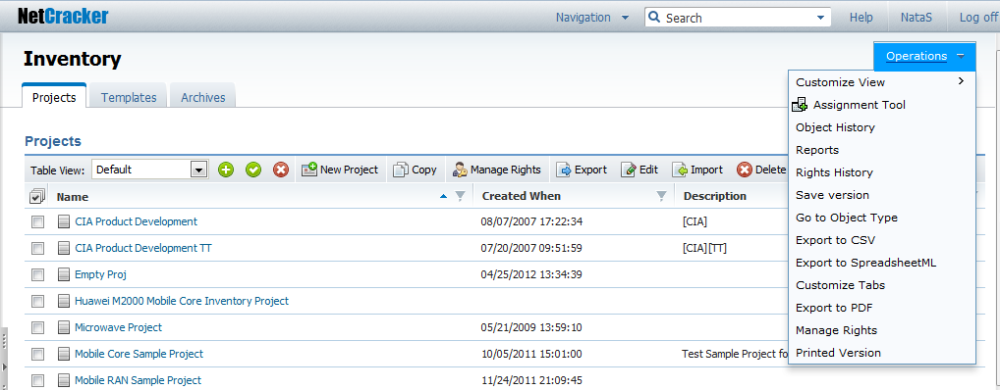 NetCracker Navigation Search Help NataS Log off
Inventory
Operations
Projects Templates Archives
Customize View
Assignment Tool
Object History
Reports
Rights History
Save version
Go to Object Type
Export to CSV
Export to SpreadsheetML
Customize Tabs
Export to PDF
Manage Rights
Printed Version
Projects
Table View: Default New Project Copy Manage Rights Export Edit Import Delete
Name Created When Description
CIA Product Development 08/07/2007 17:22:34 [CIA]
CIA Product Development TT 07/20/2007 09:51:59 [CIA][TT]
Empty Proj 04/25/2012 13:34:39
Huawei M2000 Mobile Core Inventory Project
Microwave Project 05/21/2009 13:59:10
Mobile Core Sample Project 10/05/2011 15:01:00 Test Sample Project fo
Mobile RAN Sample Project 11/24/2011 21:09:45